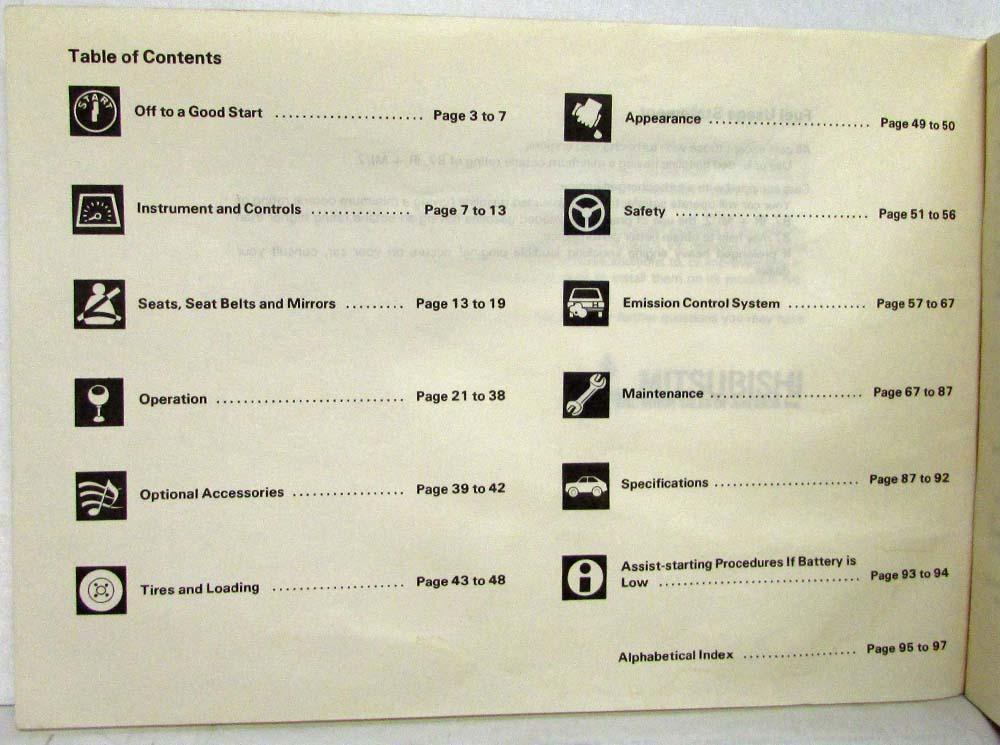 Table of Contents
START
Off to a Good Start ...................... Page 3 to 7
Instrument and Controls ............... Page 7 to 13
Seats, Seat Belts and Mirrors ......... Page 13 to 19
Operation ............................ Page 21 to 38
Optional Accessories ................. Page 39 to 42
Tires and Loading .................... Page 43 to 48
Appearance .......................... Page 49 to 50
Safety ............................... Page 51 to 56
Emission Control System ............ Page 57 to 67
Maintenance ......................... Page 67 to 87
Specifications ....................... Page 87 to 92
Assist-starting Procedures If Battery is
Low ................................ Page 93 to 94
Alphabetical Index .................. Page 95 to 97
MITSUBISHI